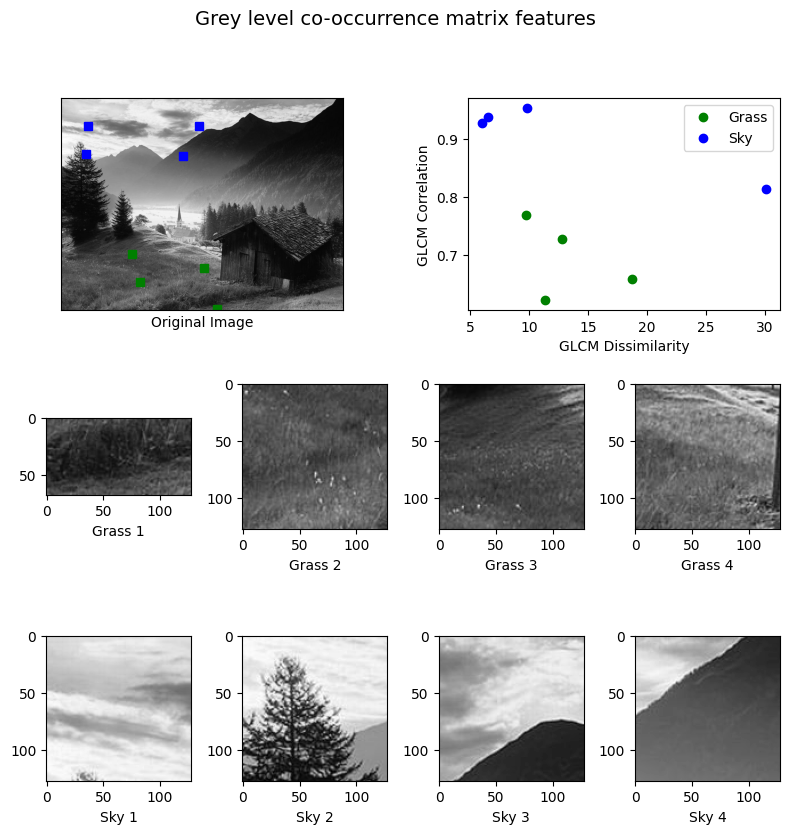 Grey level co-occurrence matrix features
Original Image
GLCM Correlation
0.9
0.8
0.7
Grass
Sky
5 10 15 20 25 30
GLCM Dissimilarity
0
50
0 100
Grass 1
0
50
100
0 50 100
Grass 2
0
50
100
0 50 100
Grass 3
0
50
100
0 50 100
Grass 4
0
50
100
0 50 100
Sky 1
0
50
100
0 50 100
Sky 2
0
50
100
0 50 100
Sky 3
0
50
100
0 50 100
Sky 4